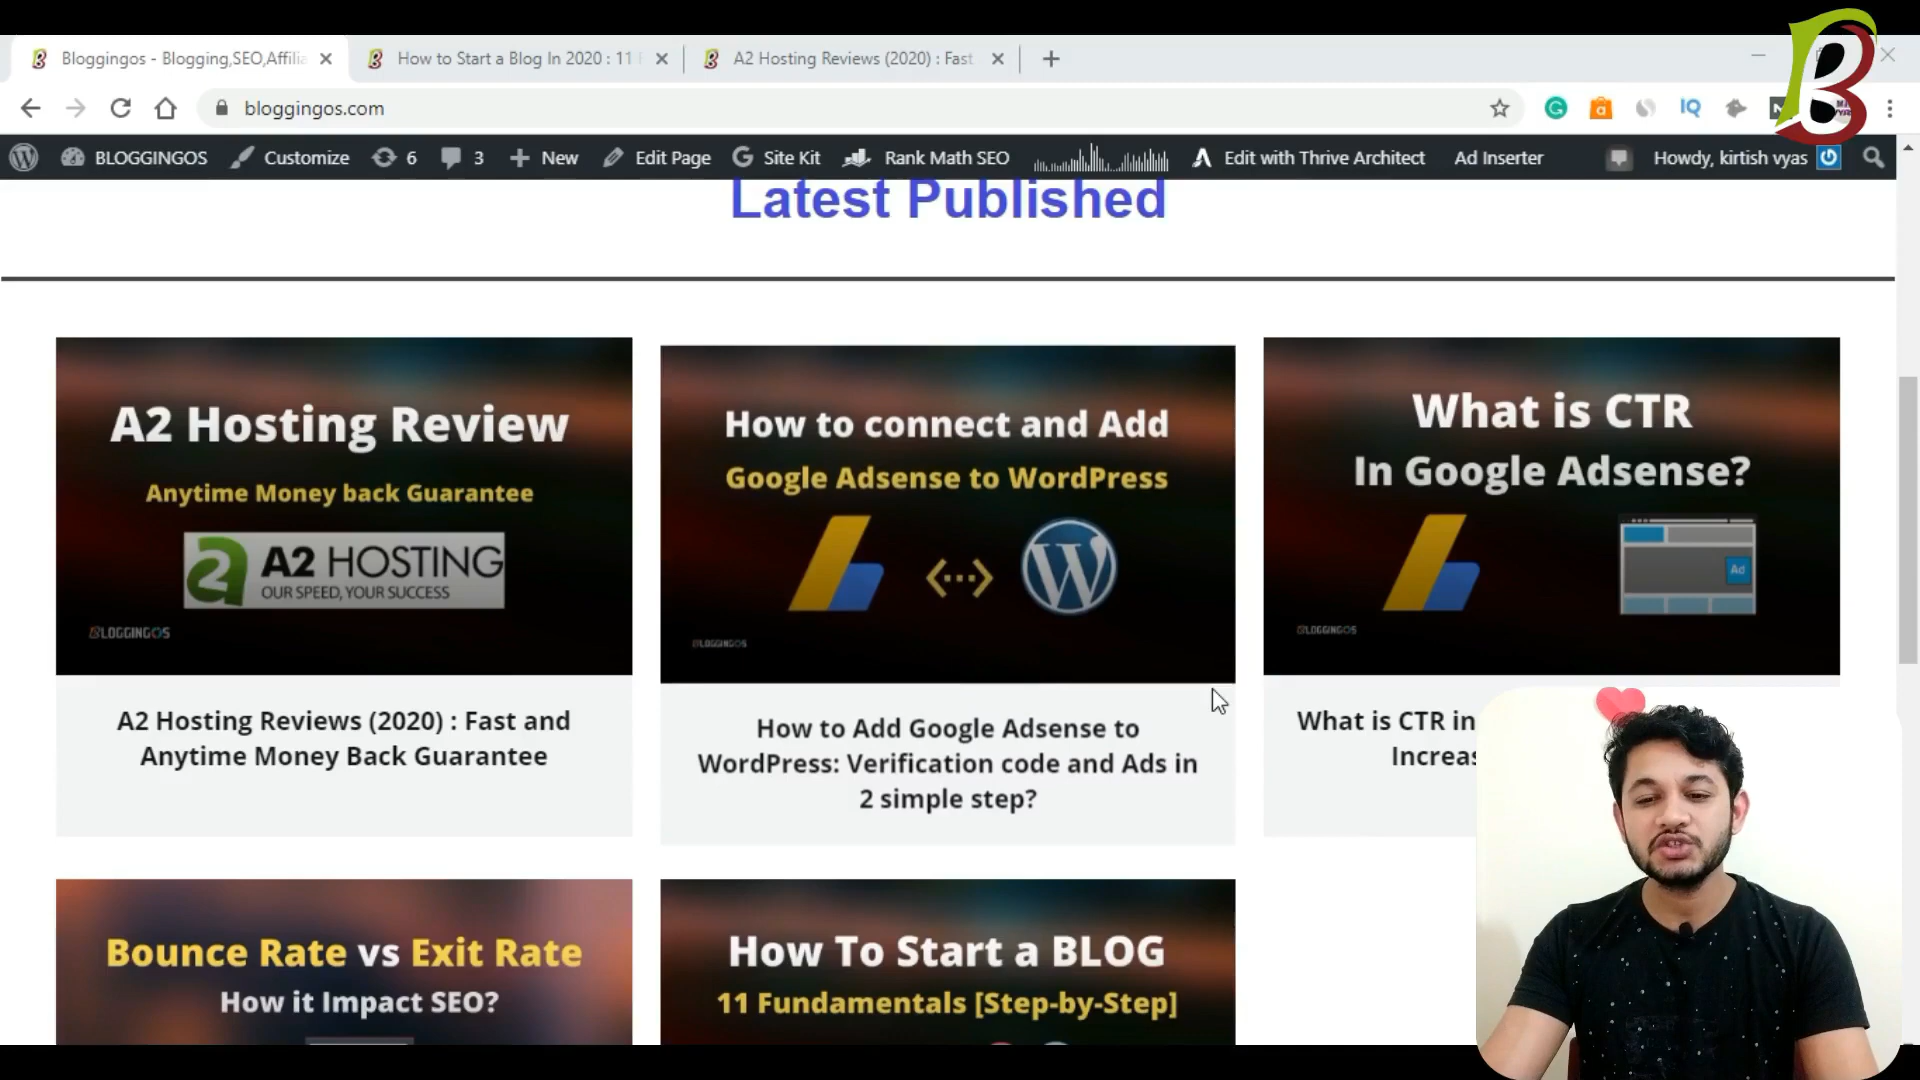 Bloggingos - Blogging,SEO,Affilia
How to Start a Blog In 2020 : 11
A2 Hosting Reviews (2020) : Fast
bloggingos.com
BLOGGINGOS Customize 6 3 New Edit Page Site Kit Rank Math SEO Edit with Thrive Architect Ad Inserter Howdy, kirtish vyas
Latest Published
A2 Hosting Review
Anytime Money back Guarantee
A2 HOSTING
OUR SPEED, YOUR SUCCESS
BLOGGINGOS
A2 Hosting Reviews (2020) : Fast and
Anytime Money Back Guarantee
How to connect and Add
Google Adsense to WordPress
BLOGGINGOS
How to Add Google Adsense to
WordPress: Verification code and Ads in
2 simple step?
What is CTR
In Google Adsense?
Ad
BLOGGINGOS
What is CTR in
Increas
Bounce Rate vs Exit Rate
How it Impact SEO?
How To Start a BLOG
11 Fundamentals [Step-by-Step]